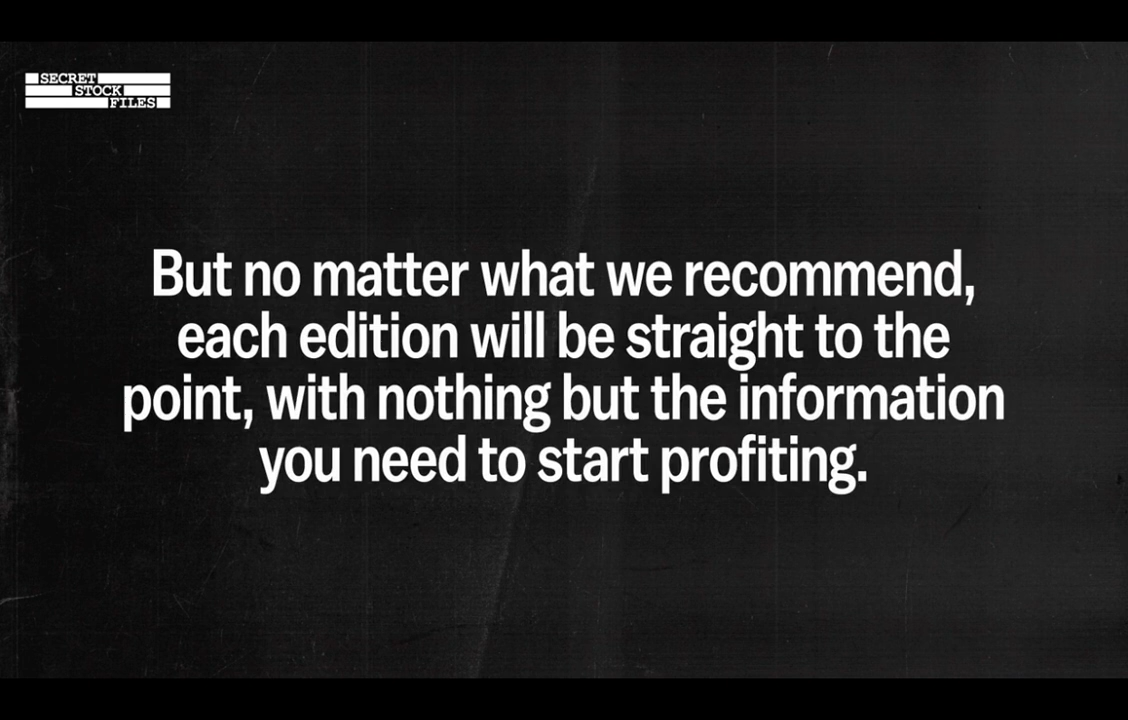 SECRET
STOCK
FILES
But no matter what we recommend,
each edition will be straight to the
point, with nothing but the information
you need to start profiting.